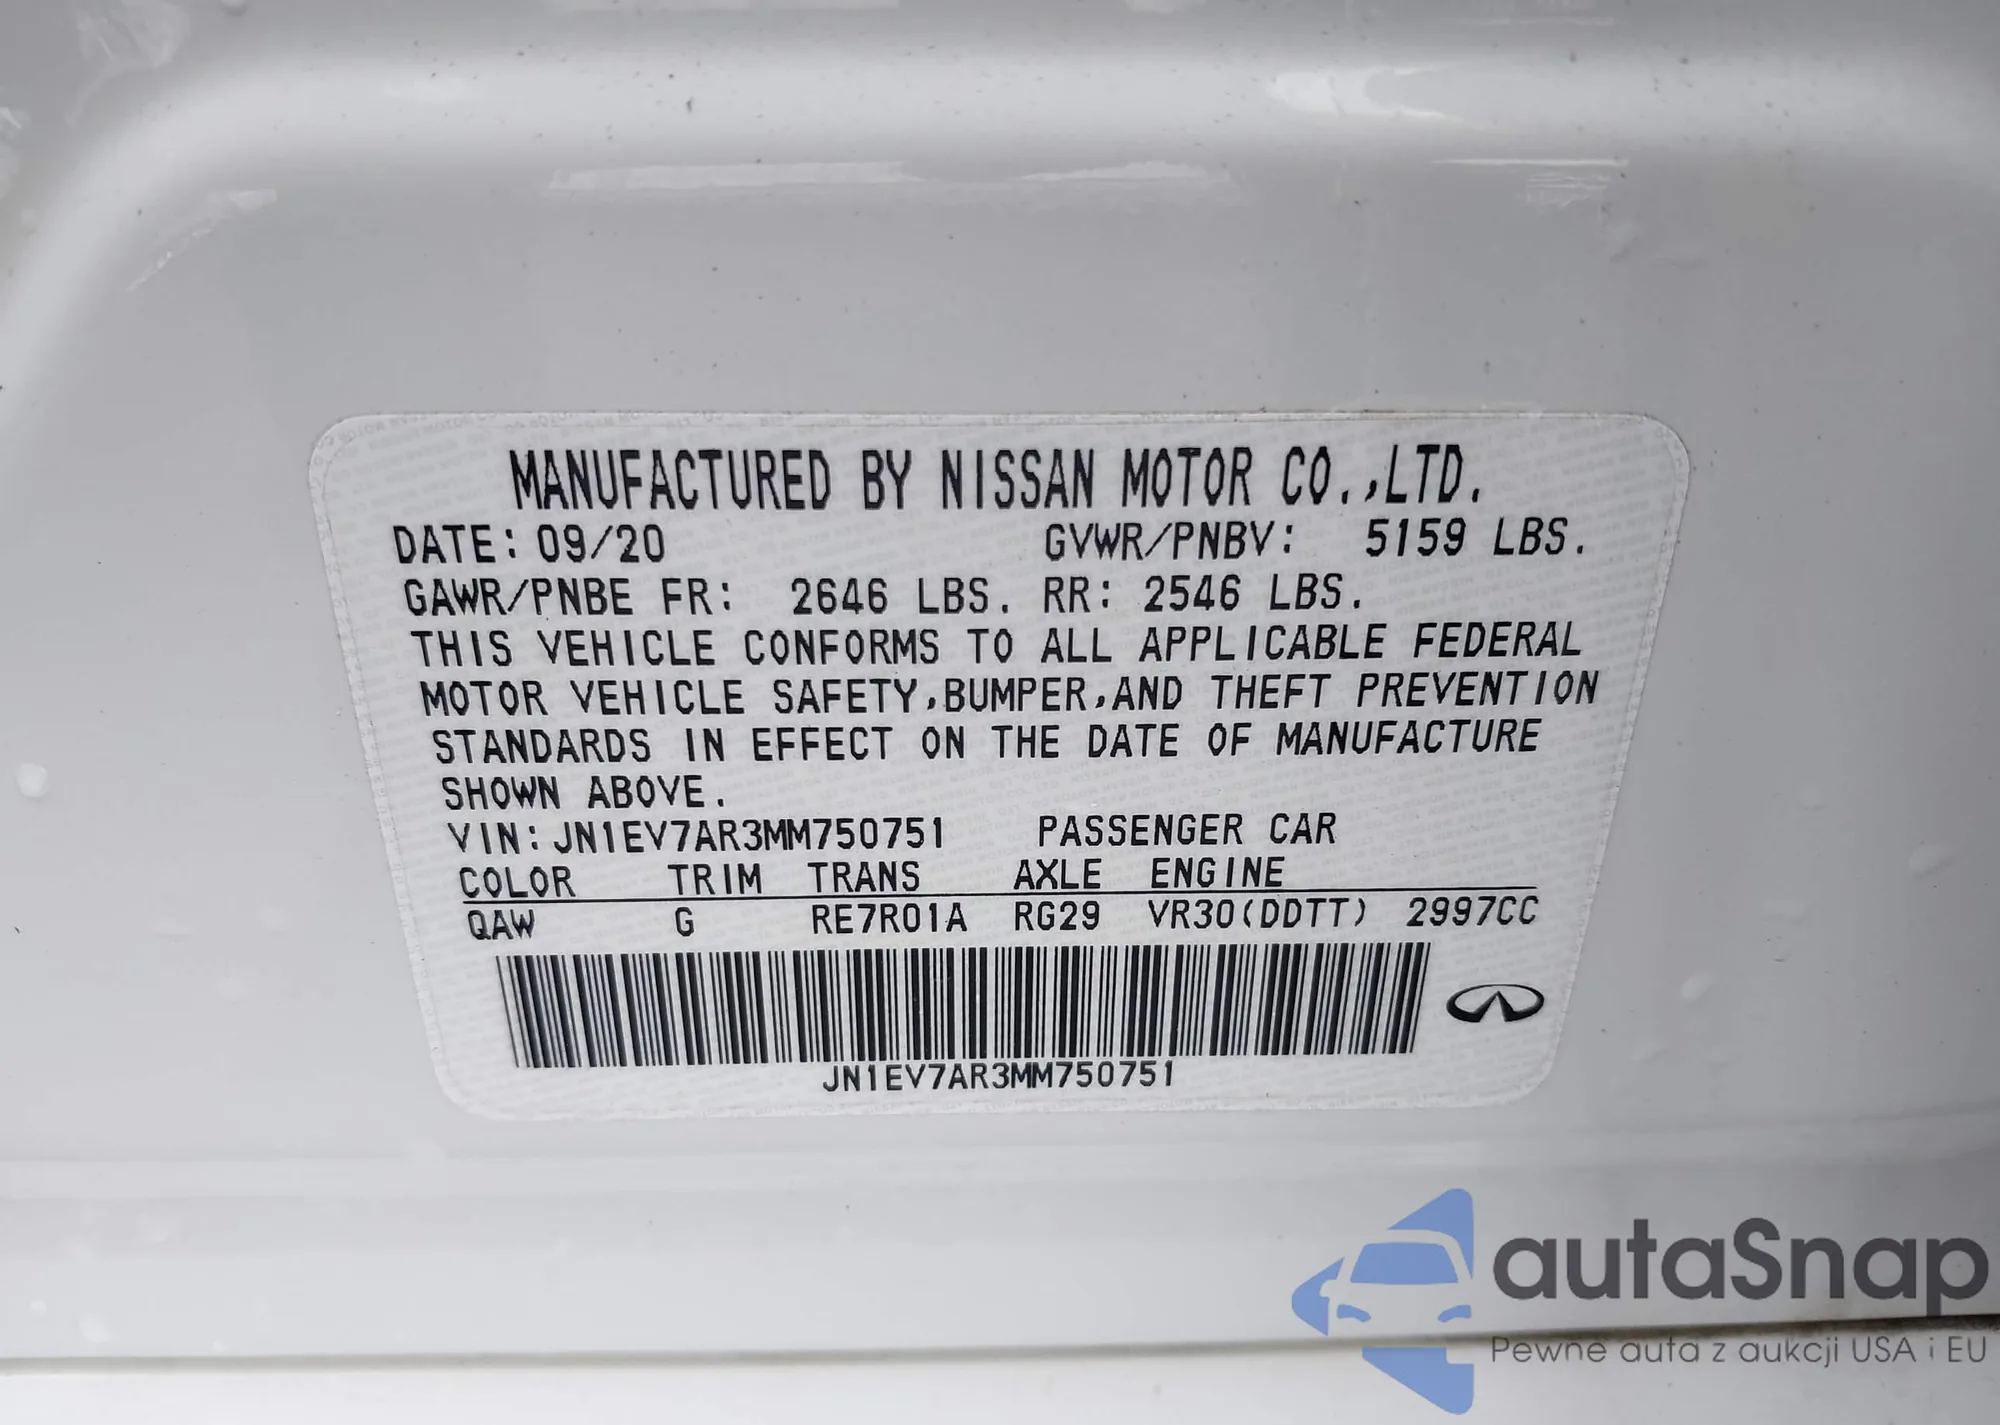 MANUFACTURED BY NISSAN MOTOR CO.,LTD.
DATE: 09/20 GVWR/PNBV: 5159 LBS.
GAWR/PNBE FR: 2646 LBS. RR: 2546 LBS.
THIS VEHICLE CONFORMS TO ALL APPLICABLE FEDERAL
MOTOR VEHICLE SAFETY,BUMPER,AND THEFT PREVENTION
STANDARDS IN EFFECT ON THE DATE OF MANUFACTURE
SHOWN ABOVE.
VIN:JN1EV7AR3MM750751 PASSENGER CAR
COLOR TRIM TRANS AXLE ENGINE
QAW G RE7R01A RG29 VR30(DDTT) 2997CC
JN1EV7AR3MM750751
autaSnap
Pewne auta z aukcji USA i EU